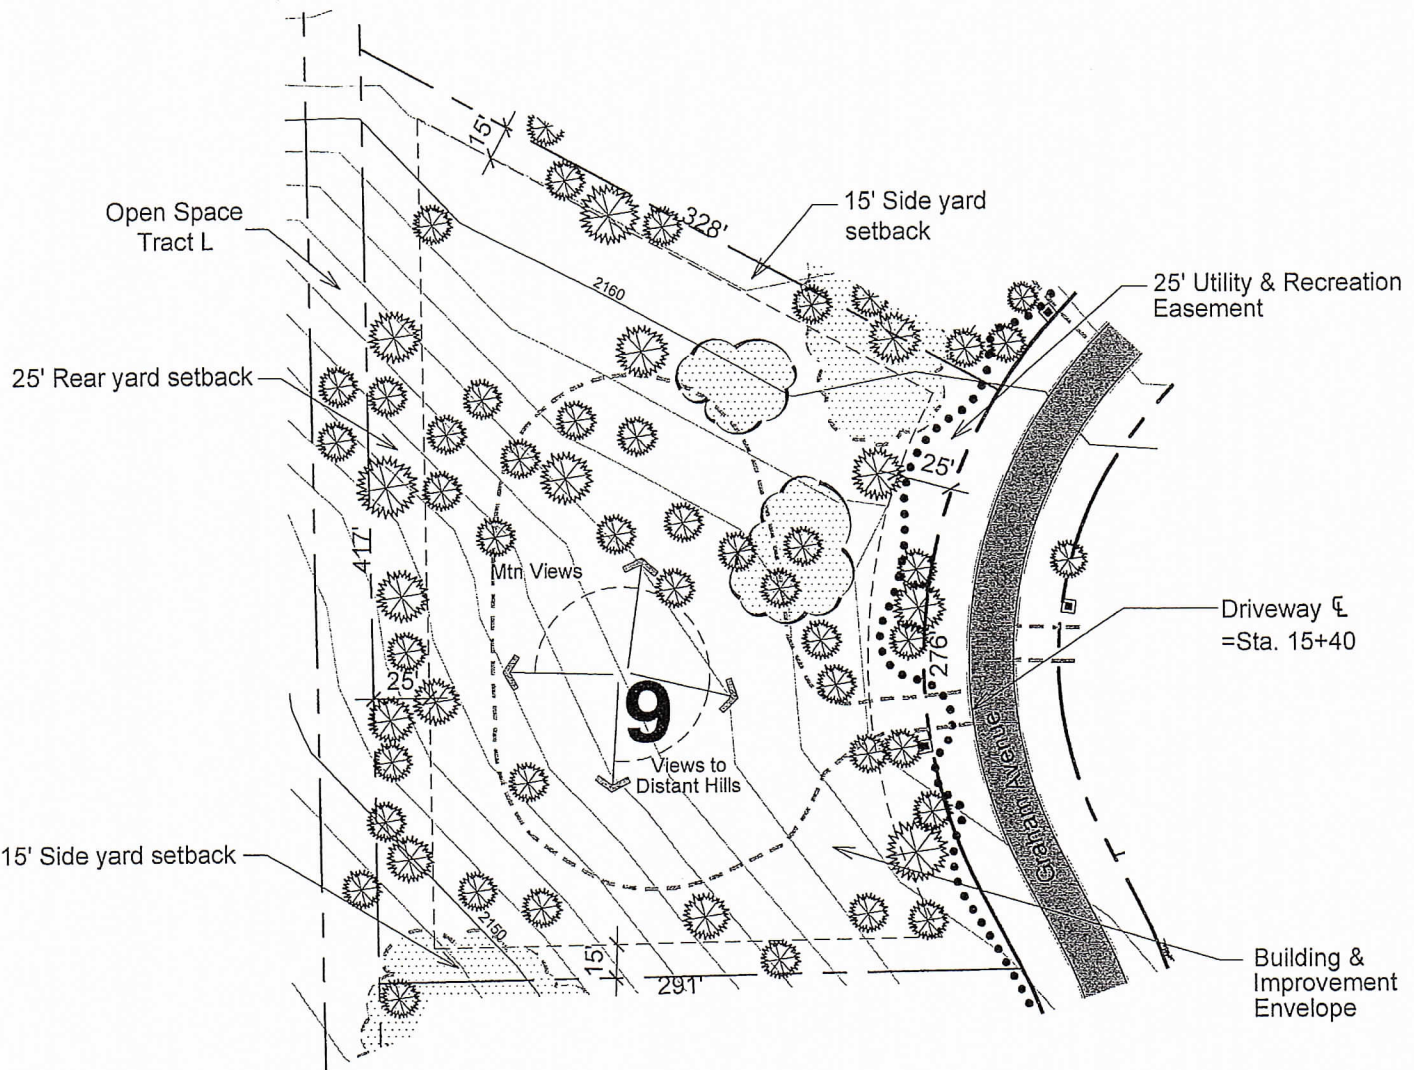 15'
328'
15' Side yard
setback
Open Space
Tract L
25' Utility & Recreation
Easement
2160
25' Rear yard setback
25'
417'
Mtn Views
Driveway ℄
=Sta. 15+40
276'
25'
9
Graham Avenue
Views to
Distant Hills
15' Side yard setback
2150
15'
291'
Building &
Improvement
Envelope